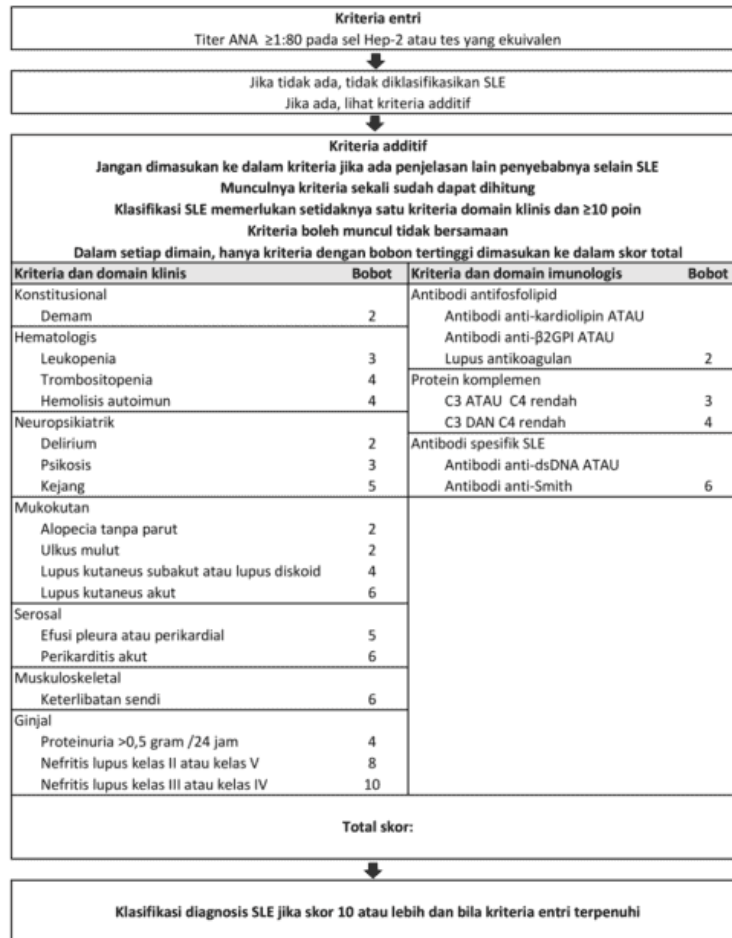 Kriteria entri
Titer ANA ≥1:80 pada sel Hep-2 atau tes yang ekuivalen
Jika tidak ada, tidak diklasifikasikan SLE
Jika ada, lihat kriteria additif
Kriteria additif
Jangan dimasukan ke dalam kriteria jika ada penjelasan lain penyebabnya selain SLE
Munculnya kriteria sekali sudah dapat dihitung
Klasifikasi SLE memerlukan setidaknya satu kriteria domain klinis dan ≥10 poin
Kriteria boleh muncul tidak bersamaan
Dalam setiap dimain, hanya kriteria dengan bobon tertinggi dimasukan ke dalam skor total
Kriteria dan domain klinis Bobot
Konstitusional
Demam 2
Hematologis
Leukopenia 3
Trombositopenia 4
Hemolisis autoimun 4
Neuropsikiatrik
Delirium 2
Psikosis 3
Kejang 5
Mukokutan
Alopecia tanpa parut 2
Ulkus mulut 2
Lupus kutaneus subakut atau lupus diskoid 4
Lupus kutaneus akut 6
Serosal
Efusi pleura atau perikardial 5
Perikarditis akut 6
Muskuloskeletal
Keterlibatan sendi 6
Ginjal
Proteinuria >0,5 gram /24 jam 4
Nefritis lupus kelas II atau kelas V 8
Nefritis lupus kelas III atau kelas IV 10
Kriteria dan domain imunologis Bobot
Antibodi antifosfolipid
Antibodi anti-kardiolipin ATAU
Antibodi anti-β2GPI ATAU
Lupus antikoagulan 2
Protein komplemen
C3 ATAU C4 rendah 3
C3 DAN C4 rendah 4
Antibodi spesifik SLE
Antibodi anti-dsDNA ATAU
Antibodi anti-Smith 6
Total skor:
Klasifikasi diagnosis SLE jika skor 10 atau lebih dan bila kriteria entri terpenuhi